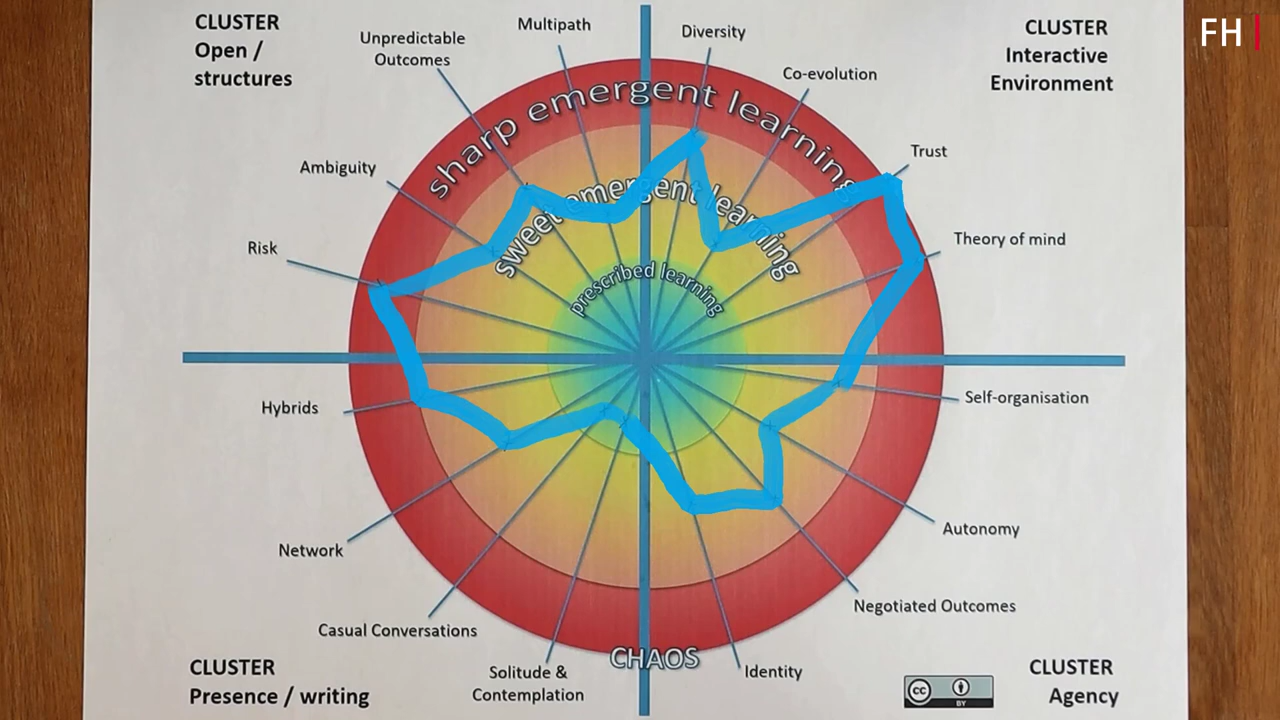 CLUSTER
Open /
structures
Multipath
Diversity
CLUSTER
Interactive
Environment
FH
Unpredictable
Outcomes
Co-evolution
sharp emergent learning
Ambiguity
Trust
sweet emergent learning
Risk
Theory of mind
prescribed learning
Hybrids
Self-organisation
Network
Autonomy
Negotiated Outcomes
Casual Conversations
CHAOS
CLUSTER
Presence / writing
Solitude &
Contemplation
Identity
CLUSTER
Agency
cc
BY